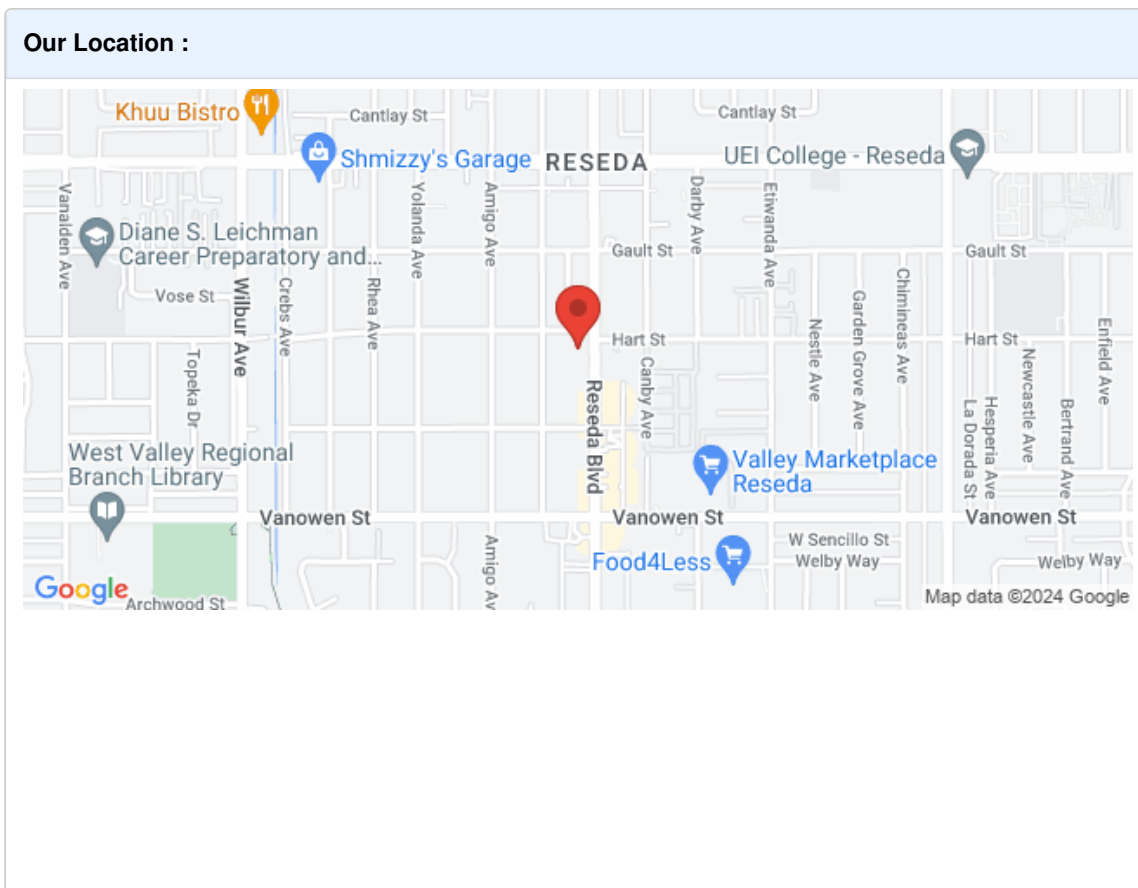 Our Location :
Khuu Bistro
Cantlay St
Cantlay St
Shmizzy's Garage
RESEDA
UEI College - Reseda
Vanalden Ave
Yolanda Ave
Amigo Ave
Darby Ave
Etiwanda Ave
Diane S. Leichman
Career Preparatory and...
Gault St
Gault St
Vose St
Wilbur Ave
Crebs Ave
Rhea Ave
Chimineas Ave
Garden Grove Ave
Nestle Ave
Hart St
Hart St
Enfield Ave
Topeka Dr
Canby Ave
Newcastle Ave
Reseda Blvd
Hesperia Ave
La Dorada St
Bertrand Ave
West Valley Regional
Branch Library
Valley Marketplace
Reseda
Vanowen St
Vanowen St
Vanowen St
Amigo Av
W Sencillo St
Welby Way
Welby Way
Food4Less
Google
Archwood St
Map data ©2024 Google